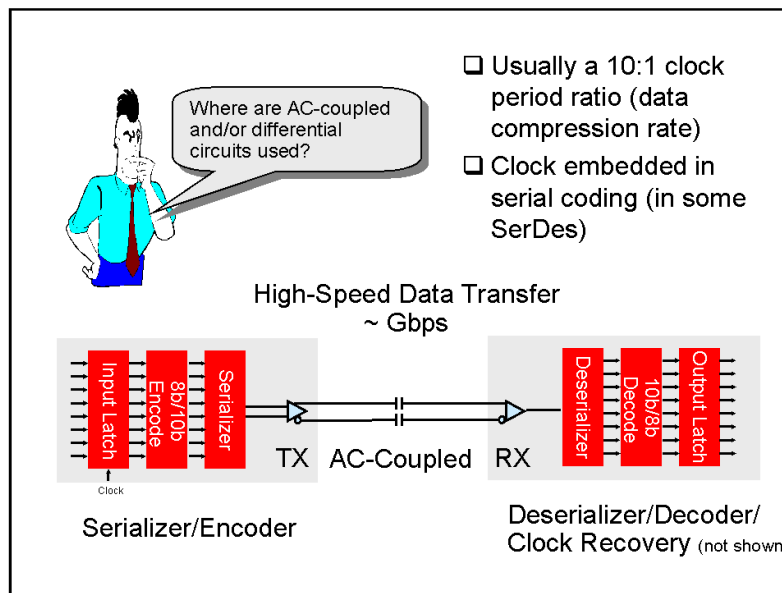 Where are AC-coupled
and/or differential
circuits used?
❑ Usually a 10:1 clock
period ratio (data
compression rate)
❑ Clock embedded in
serial coding (in some
SerDes)
High-Speed Data Transfer
~ Gbps
Input Latch
8b/10b
Encode
Serializer
Deserializer
10b/8b
Decode
Output Latch
TX
AC-Coupled
RX
Clock
Serializer/Encoder
Deserializer/Decoder/
Clock Recovery (not shown